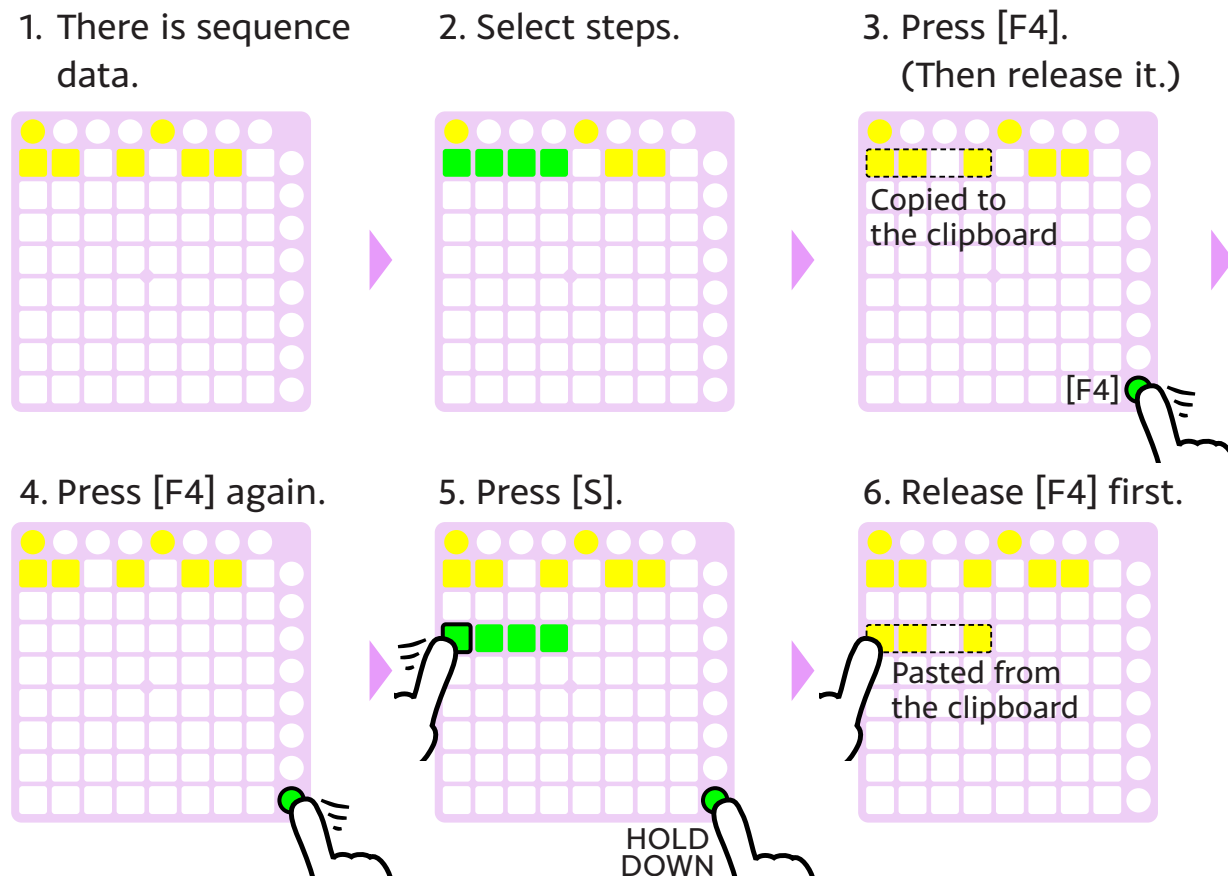 1. There is sequence
data.
2. Select steps.
3. Press [F4].
(Then release it.)
Copied to
the clipboard
[F4]
4. Press [F4] again.
5. Press [S].
HOLD
DOWN
6. Release [F4] first.
Pasted from
the clipboard